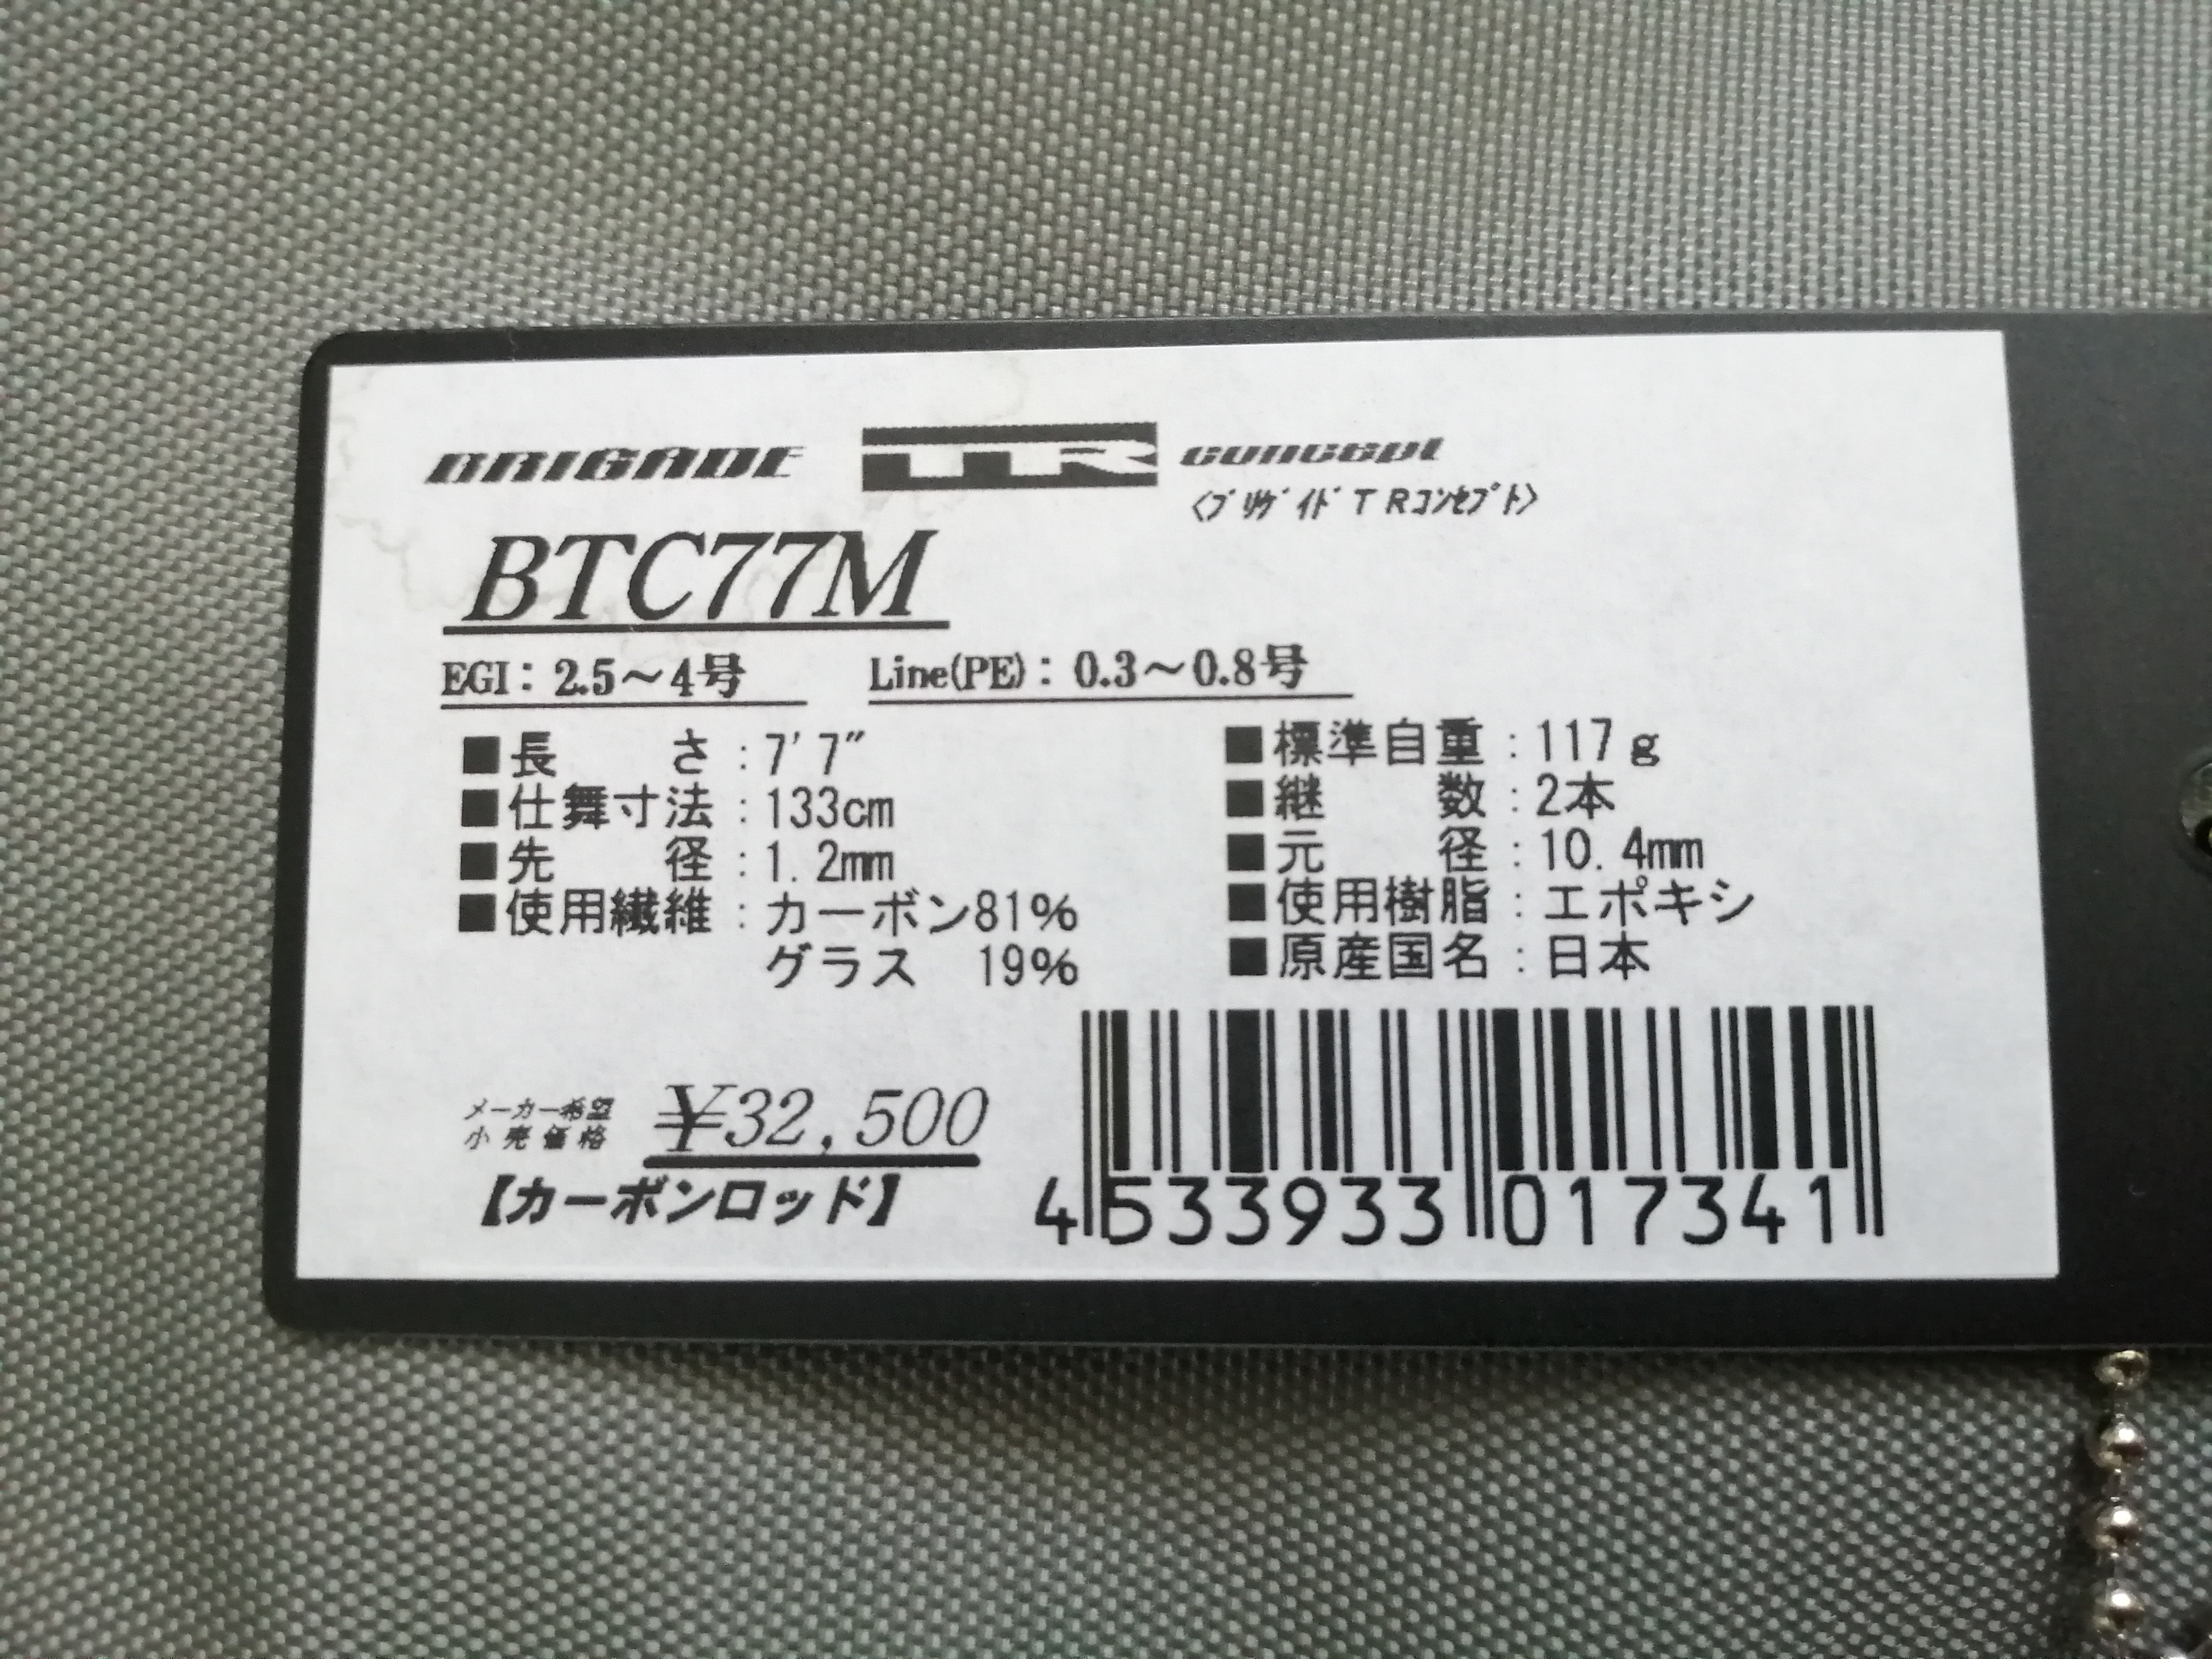 BRIGADE TR concept
〈ﾌﾞﾘｹﾞｲﾄﾞ T Rｺﾝｾﾌﾟﾄ〉
BTC77M
EGI：2.5～4号 Line(PE)：0.3～0.8号
■長さ：7′7″ ■標準自重：117ｇ
■仕舞寸法：133cm ■継数：2本
■先径：1.2mm ■元径：10.4mm
■使用繊維：カーボン81% ■使用樹脂：エポキシ
グラス 19% ■原産国名：日本
メーカー希望
小売価格 ￥32,500
【カーボンロッド】
4 533933 017341